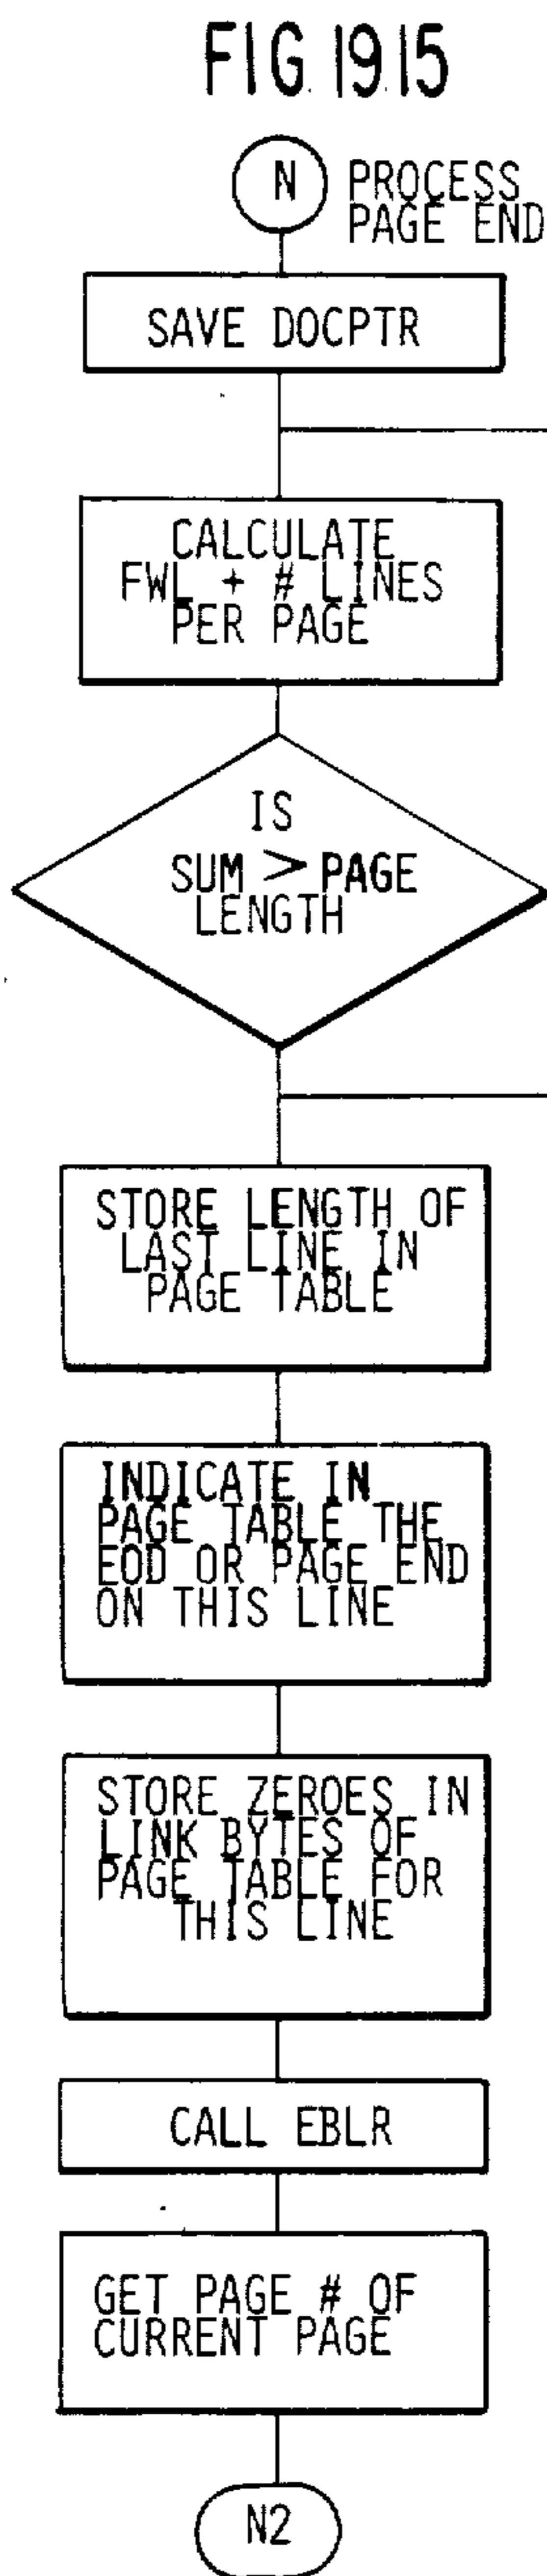 FIG. 19.15
N
PROCESS
PAGE END
SAVE DOCPTR
CALCULATE
FWL + # LINES
PER PAGE
IS
SUM > PAGE
LENGTH
STORE LENGTH OF
LAST LINE IN
PAGE TABLE
INDICATE IN
PAGE TABLE THE
EOD OR PAGE END
ON THIS LINE
STORE ZEROES IN
LINK BYTES OF
PAGE TABLE FOR
THIS LINE
CALL EBLR
GET PAGE # OF
CURRENT PAGE
N2